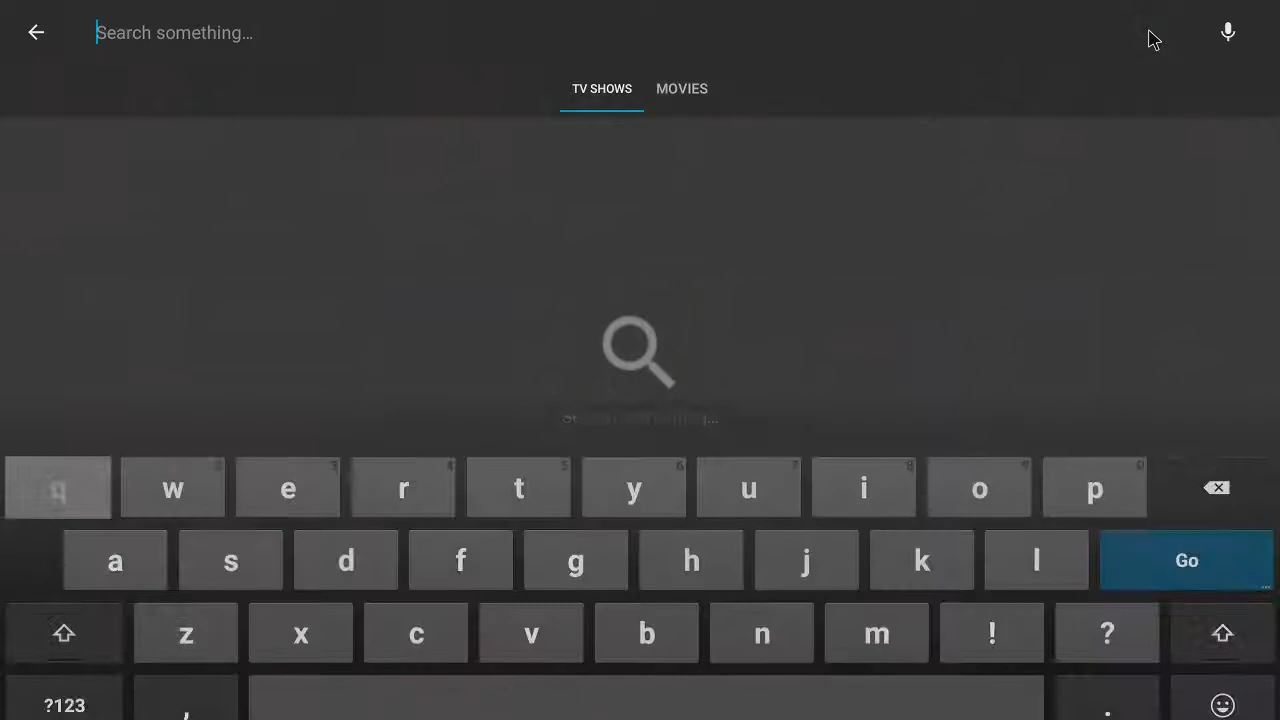 Search something...
TV SHOWS MOVIES
q w e r t y u i o p
a s d f g h j k l Go
z x c v b n m ! ?
?123 , .